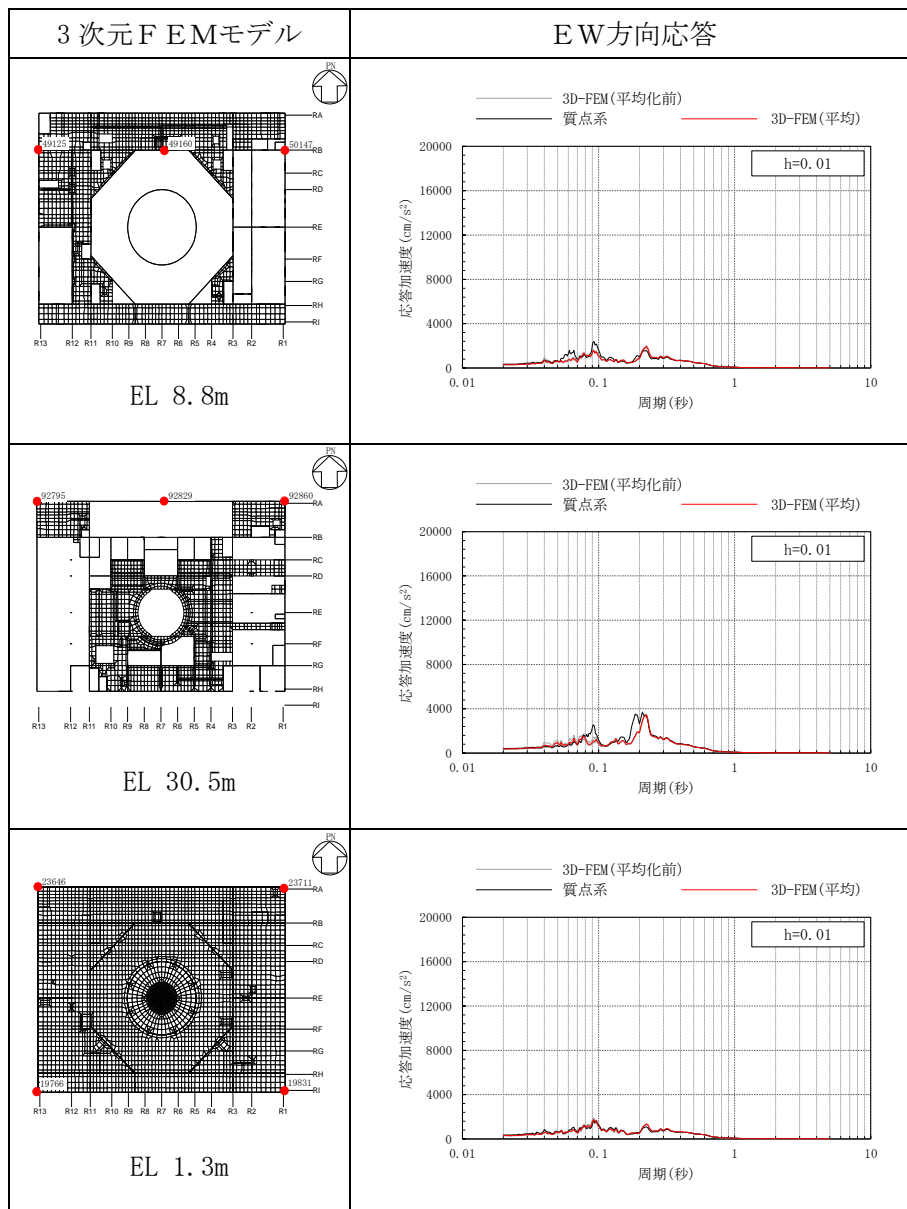 3次元FEMモデル
EW方向応答
PN
49125
49160
50147
RA
RB
RC
RD
RE
RF
RG
RH
RI
R13 R12 R11 R10 R9 R8 R7 R6 R5 R4 R3 R2 R1
EL 8.8m
3D-FEM(平均化前)
質点系 3D-FEM(平均)
h=0.01
応答加速度(cm/s²)
20000
16000
12000
8000
4000
0
0.01 0.1 1 10
周期(秒)
PN
92795
92829
92860
RA
RB
RC
RD
RE
RF
RG
RH
RI
R13 R12 R11 R10 R9 R8 R7 R6 R5 R4 R3 R2 R1
EL 30.5m
3D-FEM(平均化前)
質点系 3D-FEM(平均)
h=0.01
応答加速度(cm/s²)
20000
16000
12000
8000
4000
0
0.01 0.1 1 10
周期(秒)
PN
23646
23711
RA
RB
RC
RD
RE
RF
RG
RH
RI
19766
19831
R13 R12 R11 R10 R9 R8 R7 R6 R5 R4 R3 R2 R1
EL 1.3m
3D-FEM(平均化前)
質点系 3D-FEM(平均)
h=0.01
応答加速度(cm/s²)
20000
16000
12000
8000
4000
0
0.01 0.1 1 10
周期(秒)